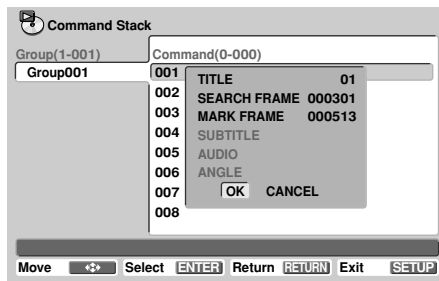 Command Stack
Group(1-001) Command(0-000)
Group001
001
002
003
004
005
006
007
008
TITLE 01
SEARCH FRAME 000301
MARK FRAME 000513
SUBTITLE
AUDIO
ANGLE
OK CANCEL
Move Select ENTER Return RETURN Exit SETUP